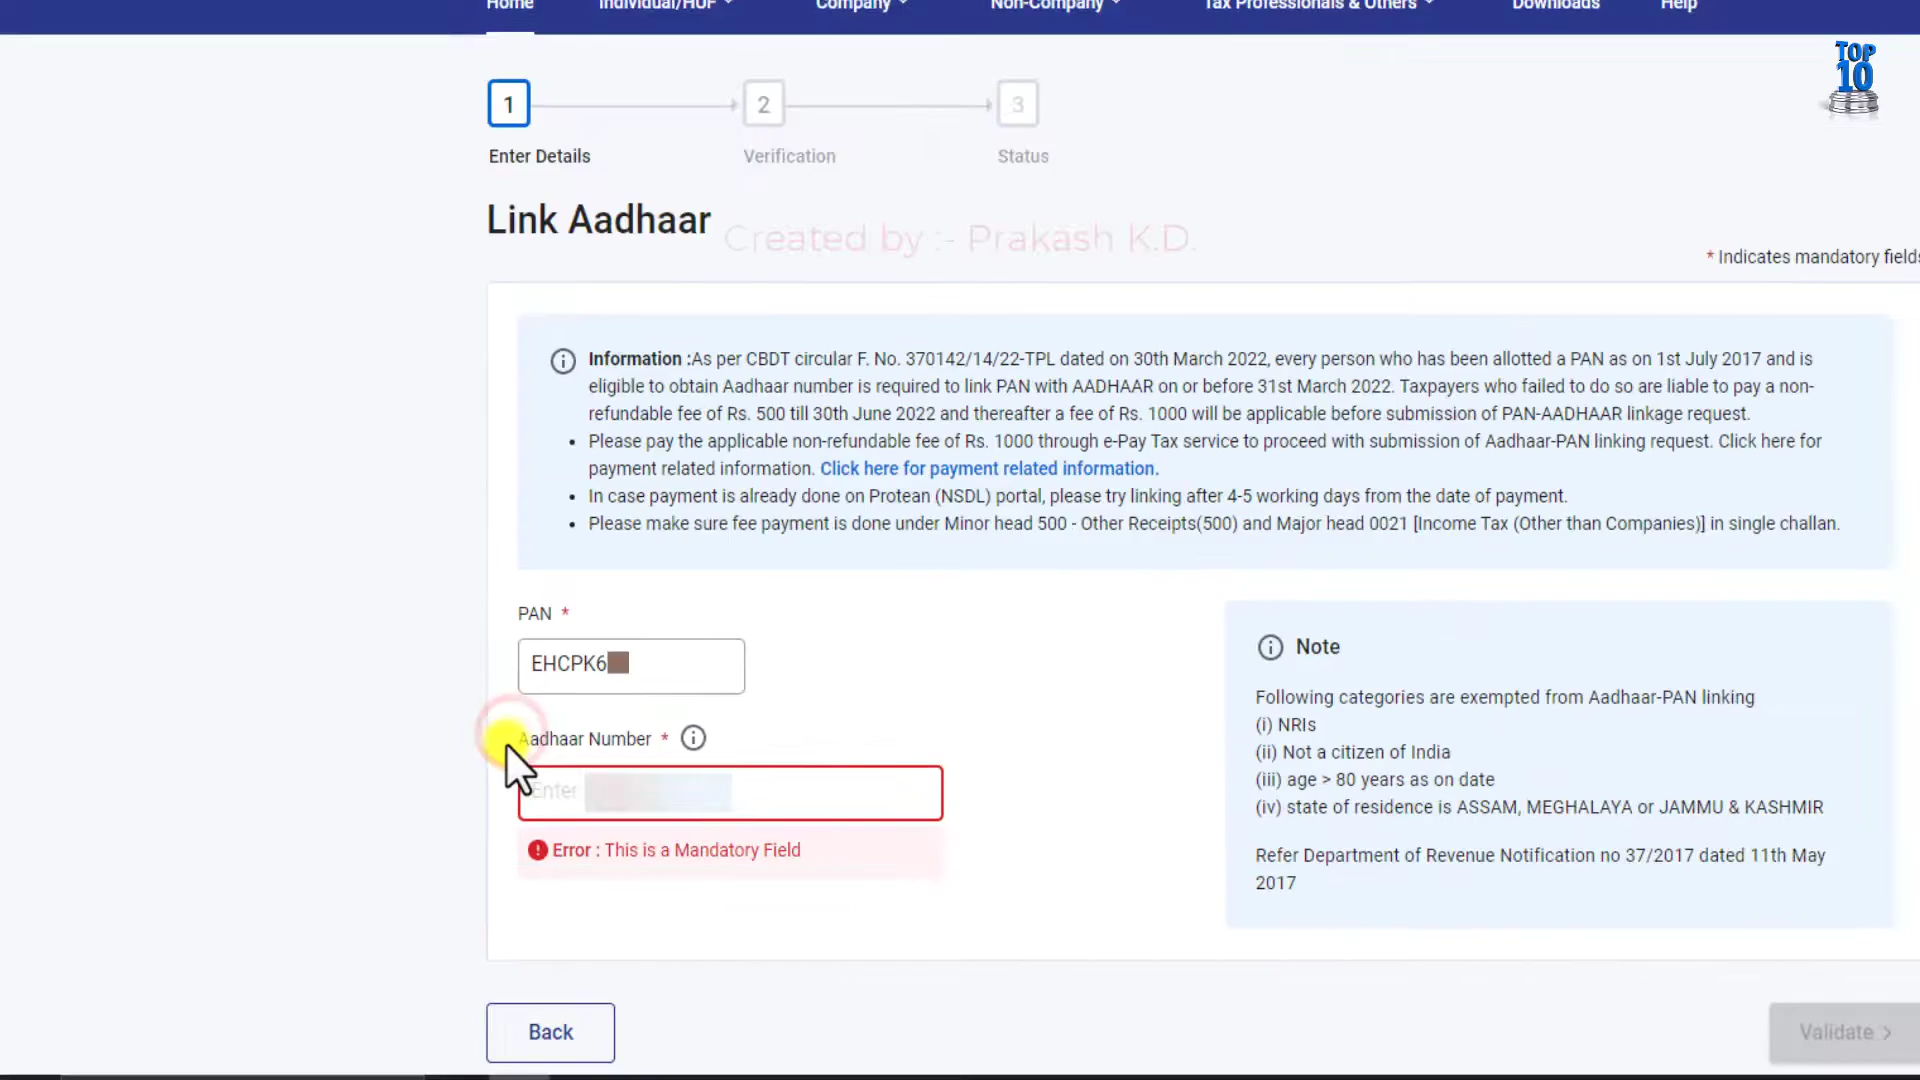 Home Individual/HUF Company Non-Company Tax Professionals & Others Downloads Help
TOP
10
1 2 3
Enter Details Verification Status
Link Aadhaar
Created by :- Prakash K.D.
* Indicates mandatory fields
Information :As per CBDT circular F. No. 370142/14/22-TPL dated on 30th March 2022, every person who has been allotted a PAN as on 1st July 2017 and is
eligible to obtain Aadhaar number is required to link PAN with AADHAAR on or before 31st March 2022. Taxpayers who failed to do so are liable to pay a non-
refundable fee of Rs. 500 till 30th June 2022 and thereafter a fee of Rs. 1000 will be applicable before submission of PAN-AADHAAR linkage request.
• Please pay the applicable non-refundable fee of Rs. 1000 through e-Pay Tax service to proceed with submission of Aadhaar-PAN linking request. Click here for
payment related information. Click here for payment related information.
• In case payment is already done on Protean (NSDL) portal, please try linking after 4-5 working days from the date of payment.
• Please make sure fee payment is done under Minor head 500 - Other Receipts(500) and Major head 0021 [Income Tax (Other than Companies)] in single challan.
PAN *
EHCPK6
Aadhaar Number *
Enter
Error : This is a Mandatory Field
Note
Following categories are exempted from Aadhaar-PAN linking
(i) NRIs
(ii) Not a citizen of India
(iii) age > 80 years as on date
(iv) state of residence is ASSAM, MEGHALAYA or JAMMU & KASHMIR
Refer Department of Revenue Notification no 37/2017 dated 11th May
2017
Back
Validate >